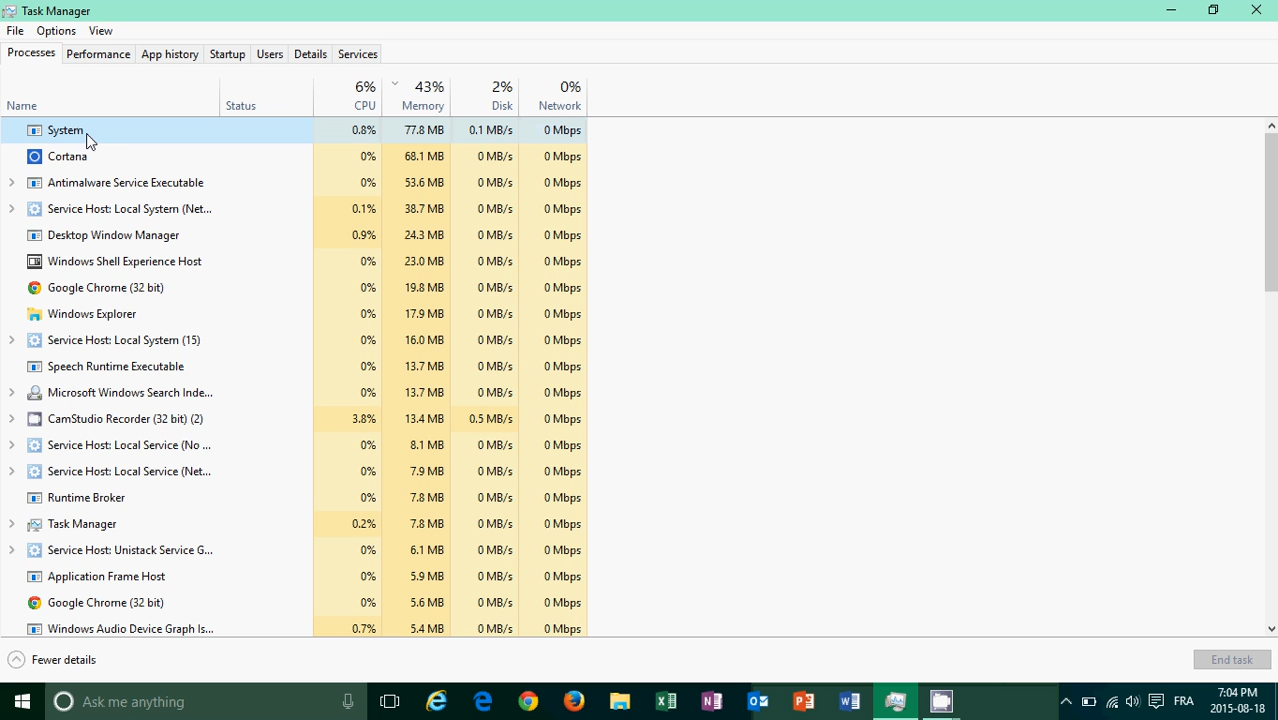 Task Manager
File Options View
Processes Performance App history Startup Users Details Services
6% 43% 2% 0%
Name Status CPU Memory Disk Network
System 0.8% 77.8 MB 0.1 MB/s 0 Mbps
Cortana 0% 68.1 MB 0 MB/s 0 Mbps
Antimalware Service Executable 0% 53.6 MB 0 MB/s 0 Mbps
Service Host: Local System (Net... 0.1% 38.7 MB 0 MB/s 0 Mbps
Desktop Window Manager 0.9% 24.3 MB 0 MB/s 0 Mbps
Windows Shell Experience Host 0% 23.0 MB 0 MB/s 0 Mbps
Google Chrome (32 bit) 0% 19.8 MB 0 MB/s 0 Mbps
Windows Explorer 0% 17.9 MB 0 MB/s 0 Mbps
Service Host: Local System (15) 0% 16.0 MB 0 MB/s 0 Mbps
Speech Runtime Executable 0% 13.7 MB 0 MB/s 0 Mbps
Microsoft Windows Search Inde... 0% 13.7 MB 0 MB/s 0 Mbps
CamStudio Recorder (32 bit) (2) 3.8% 13.4 MB 0.5 MB/s 0 Mbps
Service Host: Local Service (No ... 0% 8.1 MB 0 MB/s 0 Mbps
Service Host: Local Service (Net... 0% 7.9 MB 0 MB/s 0 Mbps
Runtime Broker 0% 7.8 MB 0 MB/s 0 Mbps
Task Manager 0.2% 7.8 MB 0 MB/s 0 Mbps
Service Host: Unistack Service G... 0% 6.1 MB 0 MB/s 0 Mbps
Application Frame Host 0% 5.9 MB 0 MB/s 0 Mbps
Google Chrome (32 bit) 0% 5.6 MB 0 MB/s 0 Mbps
Windows Audio Device Graph Is... 0.7% 5.4 MB 0 MB/s 0 Mbps
Fewer details End task
Ask me anything FRA 7:04 PM
2015-08-18